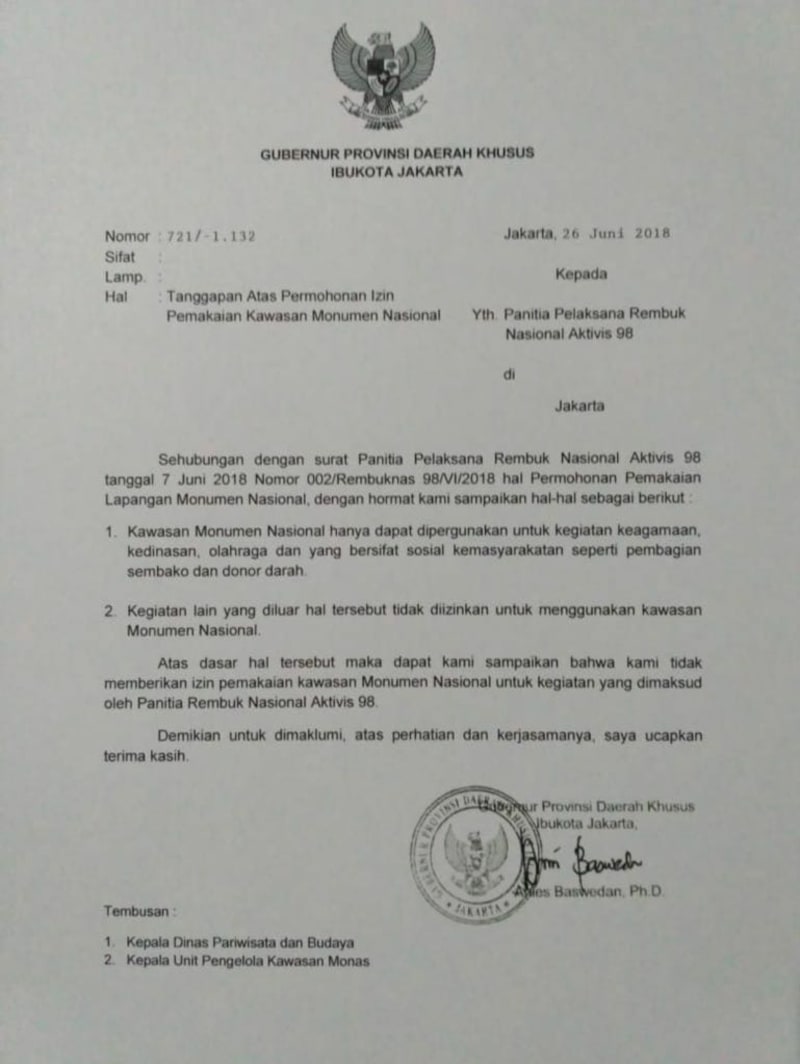 GUBERNUR PROVINSI DAERAH KHUSUS
IBUKOTA JAKARTA
Nomor : 721/-1.132
Sifat :
Lamp. :
Hal : Tanggapan Atas Permohonan Izin
Pemakaian Kawasan Monumen Nasional
Jakarta, 26 Juni 2018
Kepada
Yth. Panitia Pelaksana Rembuk
Nasional Aktivis 98
di
Jakarta
Sehubungan dengan surat Panitia Pelaksana Rembuk Nasional Aktivis 98
tanggal 7 Juni 2018 Nomor 002/Rembuknas 98/VI/2018 hal Permohonan Pemakaian
Lapangan Monumen Nasional, dengan hormat kami sampaikan hal-hal sebagai berikut :
1. Kawasan Monumen Nasional hanya dapat dipergunakan untuk kegiatan keagamaan,
kedinasan, olahraga dan yang bersifat sosial kemasyarakatan seperti pembagian
sembako dan donor darah.
2. Kegiatan lain yang diluar hal tersebut tidak diizinkan untuk menggunakan kawasan
Monumen Nasional.
Atas dasar hal tersebut maka dapat kami sampaikan bahwa kami tidak
memberikan izin pemakaian kawasan Monumen Nasional untuk kegiatan yang dimaksud
oleh Panitia Rembuk Nasional Aktivis 98.
Demikian untuk dimaklumi, atas perhatian dan kerjasamanya, saya ucapkan
terima kasih.
Gubernur Provinsi Daerah Khusus
Ibukota Jakarta,
GUBERNUR PROVINSI DAERAH KHUSUS
JAKARTA
Anies Baswedan, Ph.D.
Tembusan :
1. Kepala Dinas Pariwisata dan Budaya
2. Kepala Unit Pengelola Kawasan Monas